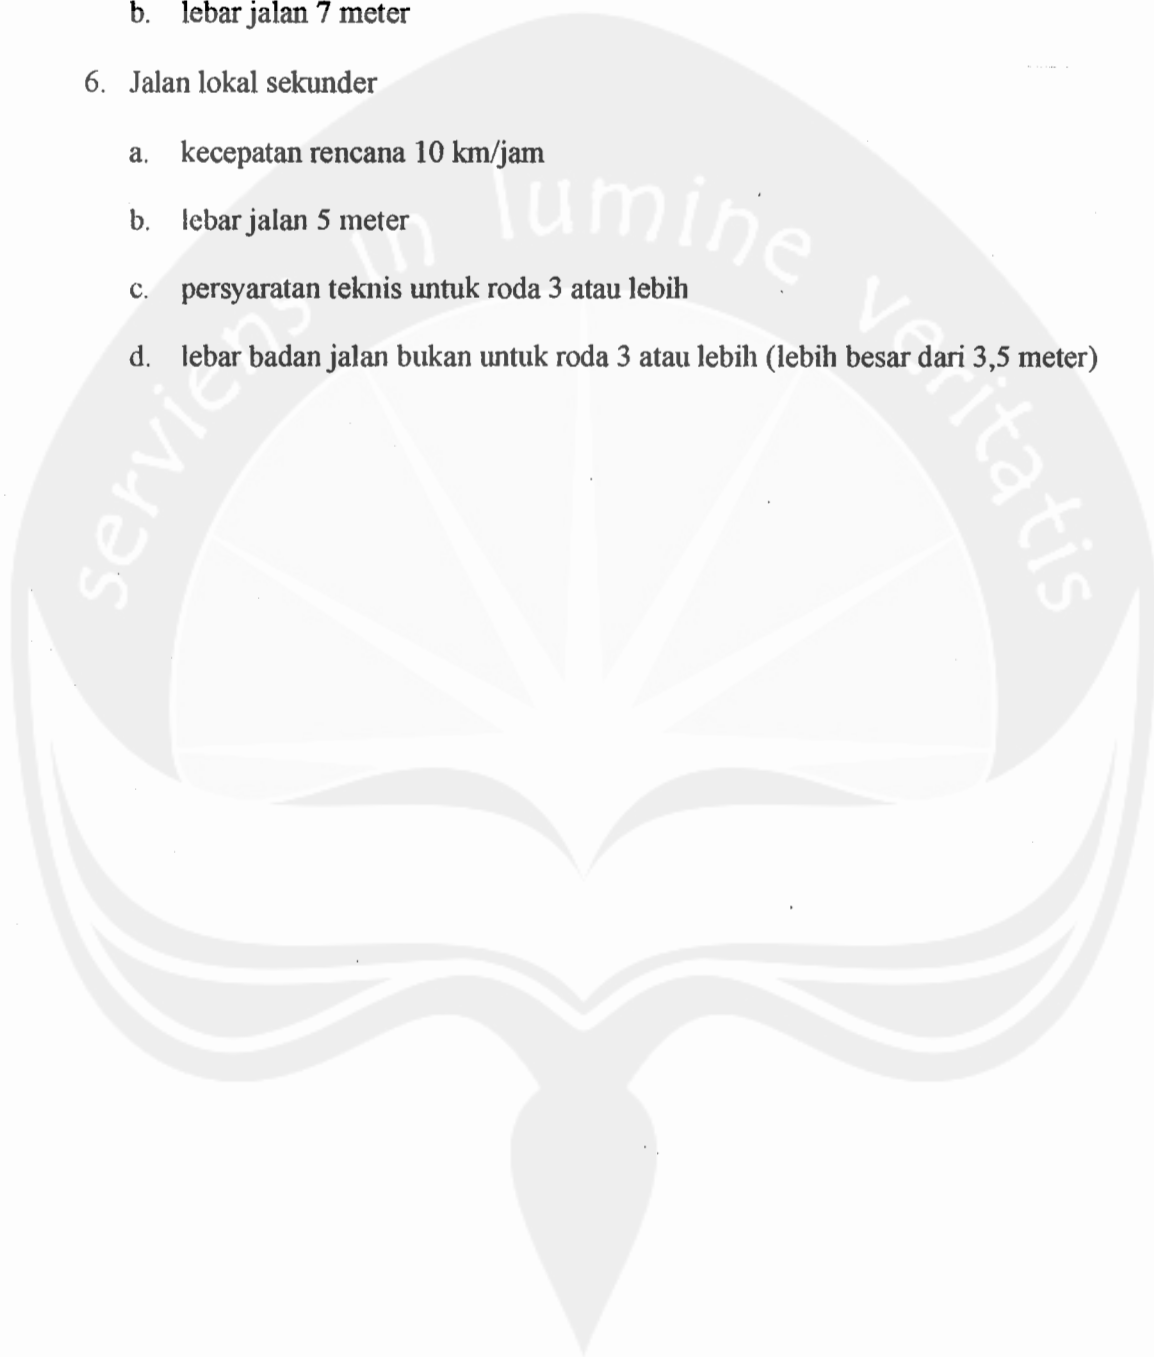 b. lebar jalan 7 meter
6. Jalan lokal sekunder
a. kecepatan rencana 10 km/jam
b. lebar jalan 5 meter
c. persyaratan teknis untuk roda 3 atau lebih
d. lebar badan jalan bukan untuk roda 3 atau lebih (lebih besar dari 3,5 meter)
serviens in lumine veritatis